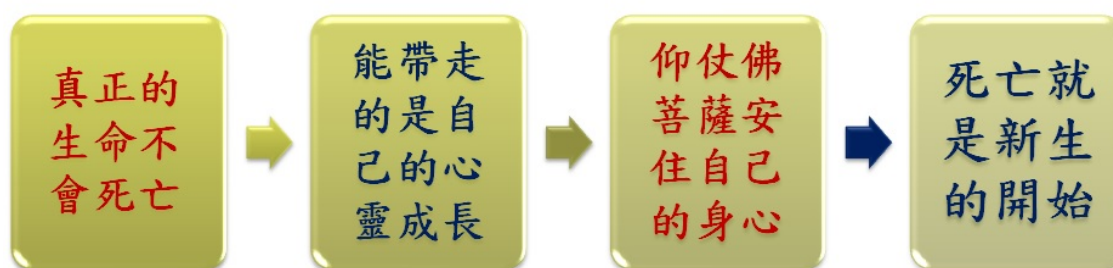 真正的
生命不
會死亡
能帶走
的是自
己的心
靈成長
仰仗佛
菩薩安
住自己
的身心
死亡就
是新生
的開始